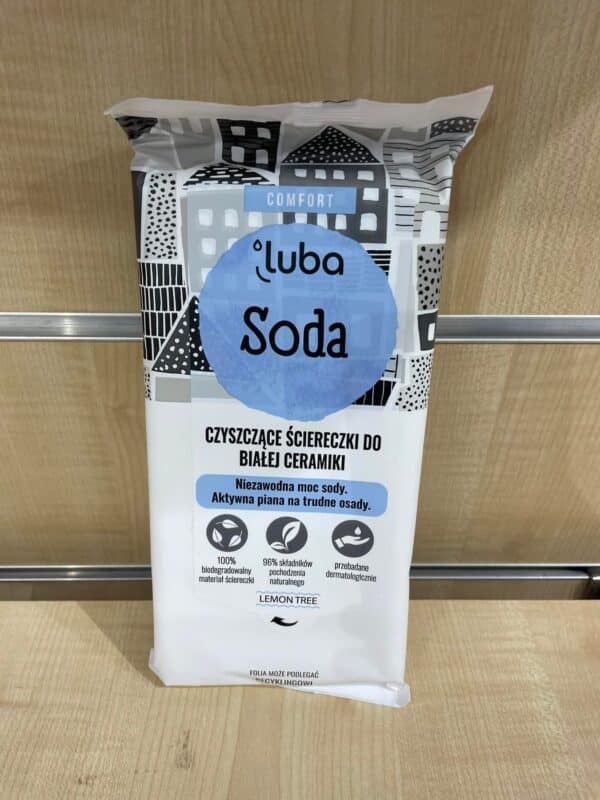 COMFORT
luba
Soda
CZYSZCZĄCE ŚCIERECZKI DO
BIAŁEJ CERAMIKI
Niezawodna moc sody.
Aktywna piana na trudne osady.
100%
biodegradowalny
materiał ściereczki
96% składników
pochodzenia
naturalnego
przebadane
dermatologicznie
LEMON TREE
FOLIA MOŻE PODLEGAĆ
RECYKLINGOWI